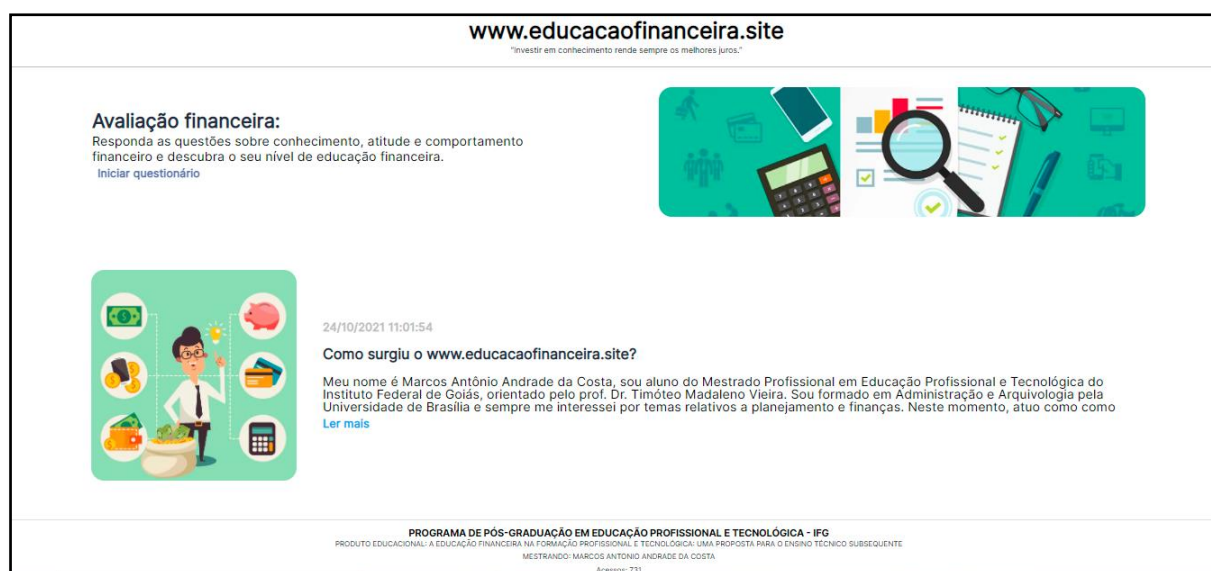 www.educacaofinanceira.site
"Investir em conhecimento rende sempre os melhores juros."
Avaliação financeira:
Responda as questões sobre conhecimento, atitude e comportamento
financeiro e descubra o seu nível de educação financeira.
Iniciar questionário
24/10/2021 11:01:54
Como surgiu o www.educacaofinanceira.site?
Meu nome é Marcos Antônio Andrade da Costa, sou aluno do Mestrado Profissional em Educação Profissional e Tecnológica do
Instituto Federal de Goiás, orientado pelo prof. Dr. Timóteo Madaleno Vieira. Sou formado em Administração e Arquivologia pela
Universidade de Brasília e sempre me interessei por temas relativos a planejamento e finanças. Neste momento, atuo como como
Ler mais
PROGRAMA DE PÓS-GRADUAÇÃO EM EDUCAÇÃO PROFISSIONAL E TECNOLÓGICA - IFG
PRODUTO EDUCACIONAL: A EDUCAÇÃO FINANCEIRA NA FORMAÇÃO PROFISSIONAL E TECNOLÓGICA: UMA PROPOSTA PARA O ENSINO TÉCNICO SUBSEQUENTE
MESTRANDO: MARCOS ANTONIO ANDRADE DA COSTA
Acessos: 731